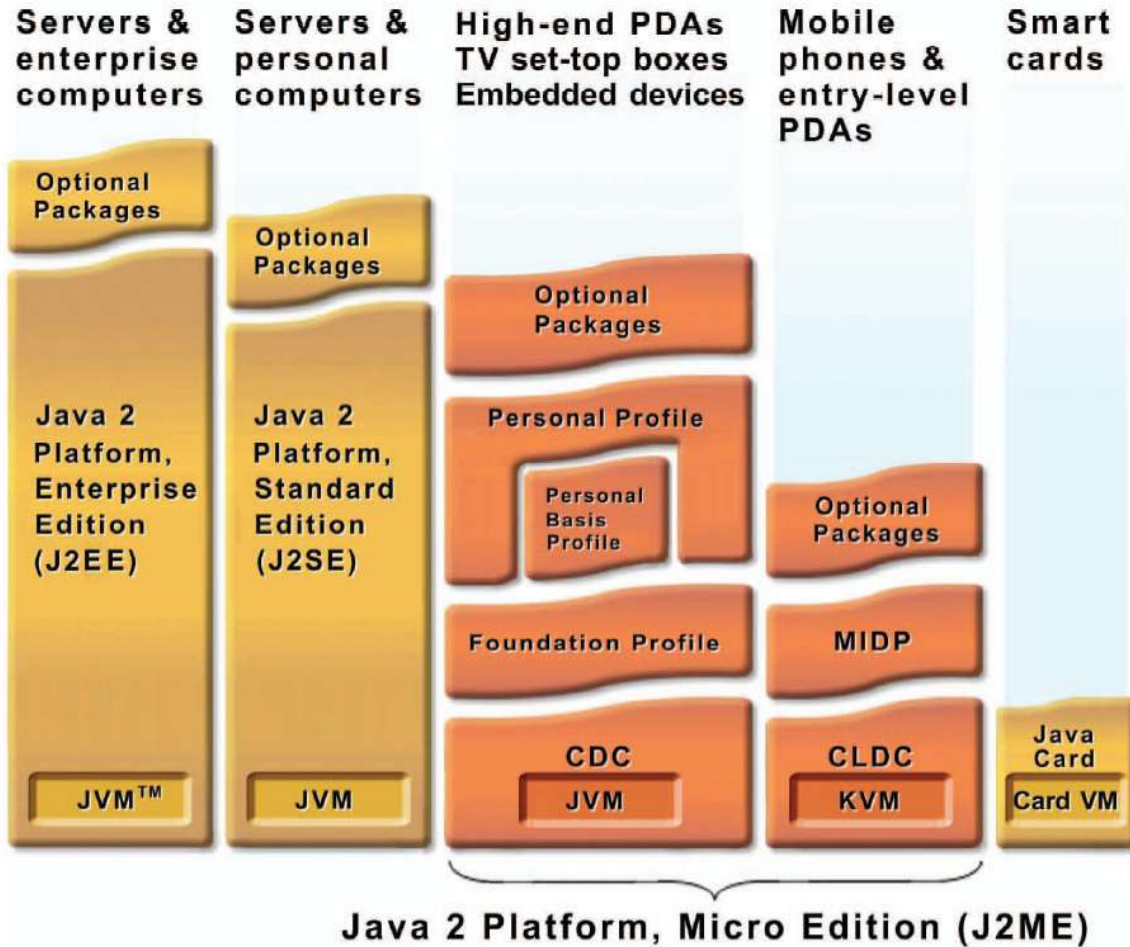 Servers &
enterprise
computers
Servers &
personal
computers
High-end PDAs
TV set-top boxes
Embedded devices
Mobile
phones &
entry-level
PDAs
Smart
cards
Optional
Packages
Java 2
Platform,
Enterprise
Edition
(J2EE)
JVM™
Optional
Packages
Java 2
Platform,
Standard
Edition
(J2SE)
JVM
Optional
Packages
Personal Profile
Personal
Basis
Profile
Foundation Profile
CDC
JVM
Optional
Packages
MIDP
CLDC
KVM
Java
Card
Card VM
Java 2 Platform, Micro Edition (J2ME)